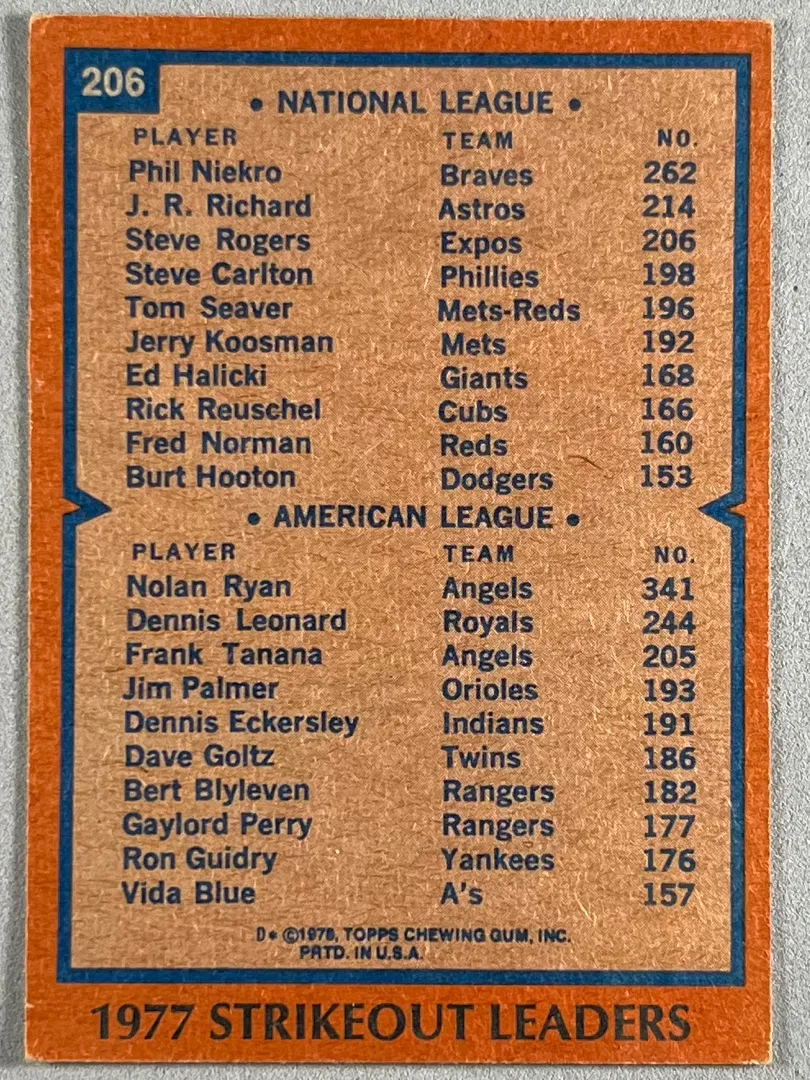 206
• NATIONAL LEAGUE •
PLAYER TEAM NO.
Phil Niekro Braves 262
J. R. Richard Astros 214
Steve Rogers Expos 206
Steve Carlton Phillies 198
Tom Seaver Mets-Reds 196
Jerry Koosman Mets 192
Ed Halicki Giants 168
Rick Reuschel Cubs 166
Fred Norman Reds 160
Burt Hooton Dodgers 153
• AMERICAN LEAGUE •
PLAYER TEAM NO.
Nolan Ryan Angels 341
Dennis Leonard Royals 244
Frank Tanana Angels 205
Jim Palmer Orioles 193
Dennis Eckersley Indians 191
Dave Goltz Twins 186
Bert Blyleven Rangers 182
Gaylord Perry Rangers 177
Ron Guidry Yankees 176
Vida Blue A's 157
D* ©1978, TOPPS CHEWING GUM, INC.
PRTD. IN U.S.A.
1977 STRIKEOUT LEADERS